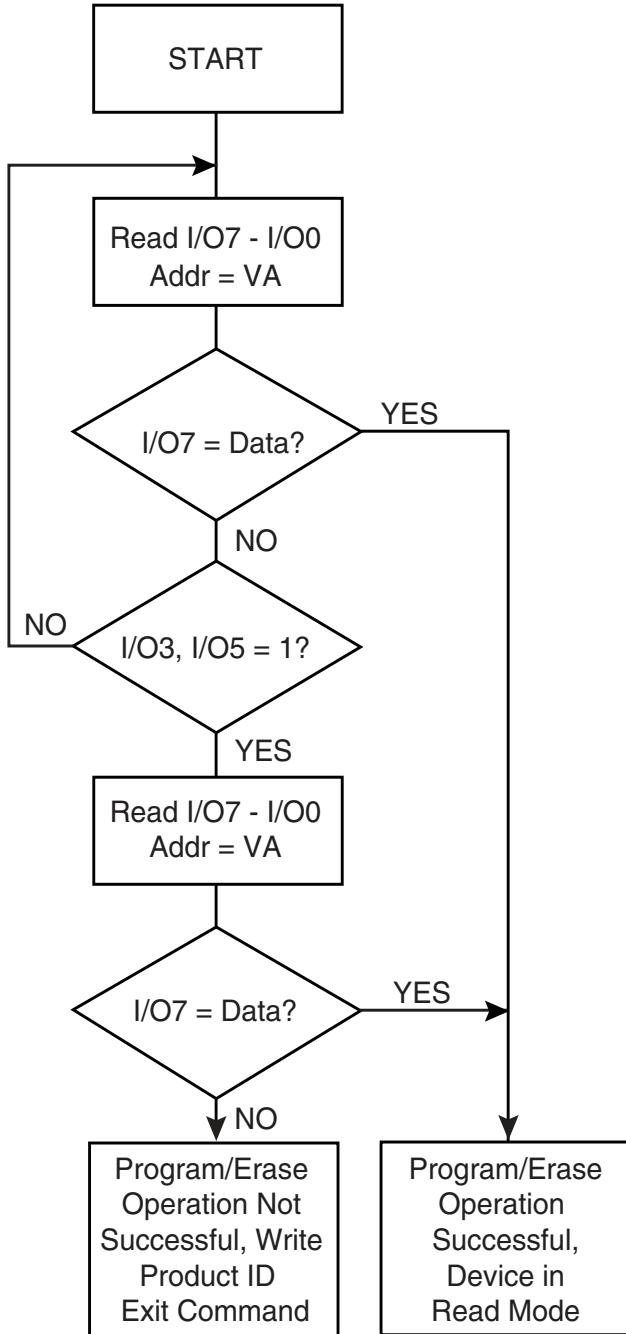 START
Read I/O7 - I/O0
Addr = VA
I/O7 = Data?
YES
NO
NO
I/O3, I/O5 = 1?
YES
Read I/O7 - I/O0
Addr = VA
I/O7 = Data?
YES
NO
Program/Erase
Operation Not
Successful, Write
Product ID
Exit Command
Program/Erase
Operation
Successful,
Device in
Read Mode